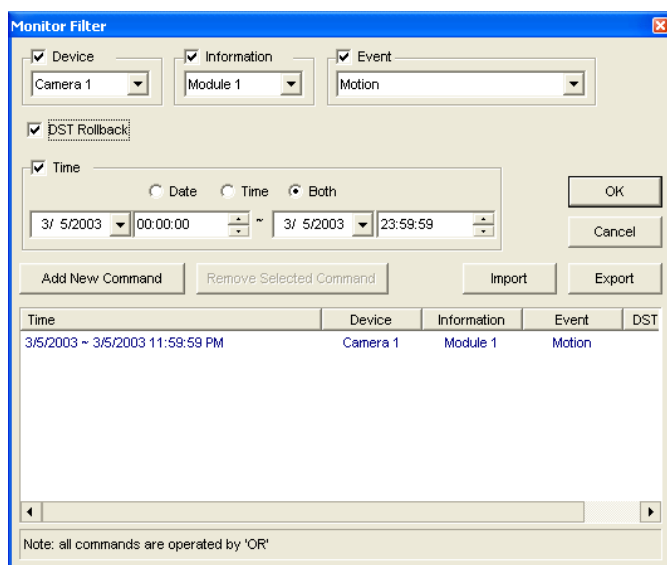 Monitor Filter
Device Information Event
Camera 1 Module 1 Motion
DST Rollback
Time
Date Time Both
3/ 5/2003 00:00:00 ~ 3/ 5/2003 23:59:59
OK
Cancel
Add New Command Remove Selected Command Import Export
Time Device Information Event DST
3/5/2003 ~ 3/5/2003 11:59:59 PM Camera 1 Module 1 Motion
Note: all commands are operated by 'OR'